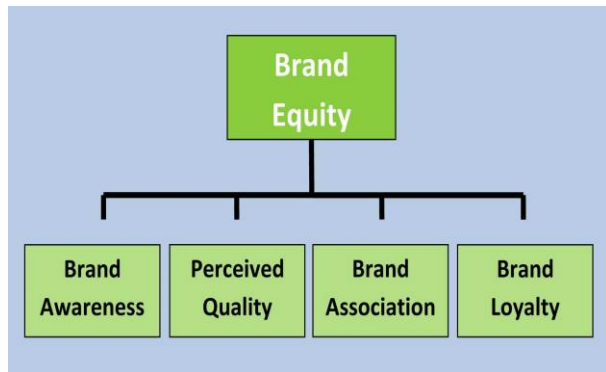 Brand
Equity
Brand
Awareness
Perceived
Quality
Brand
Association
Brand
Loyalty